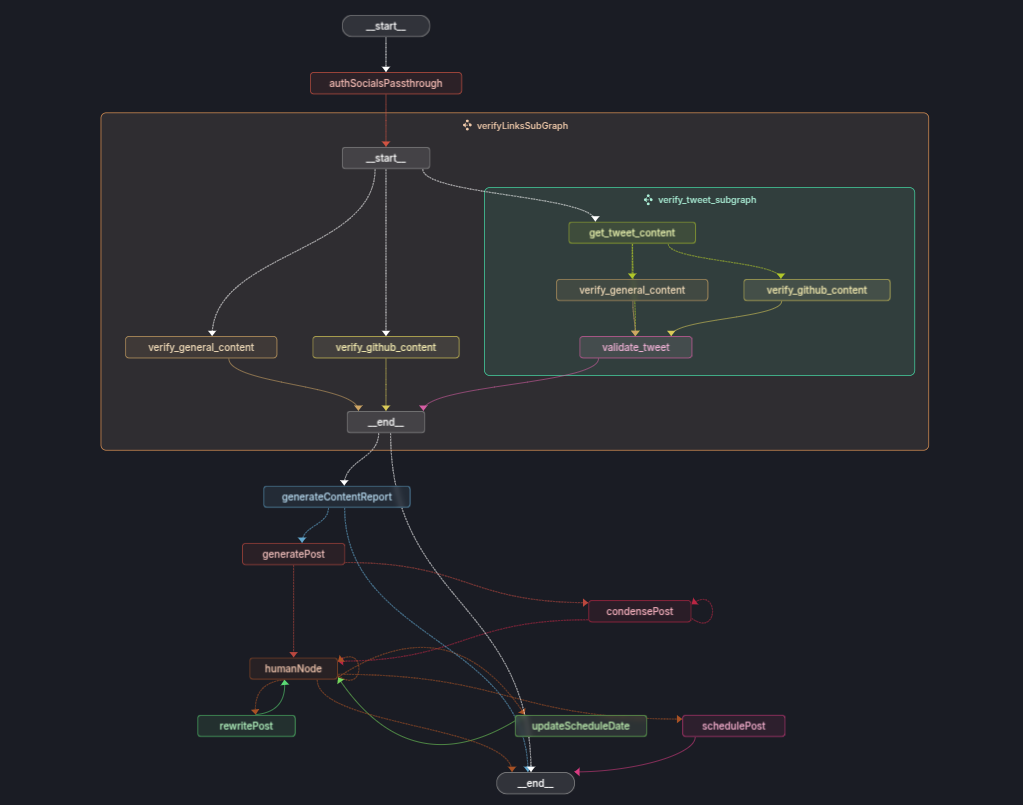 __start__
authSocialsPassthrough
verifyLinksSubGraph
__start__
verify_tweet_subgraph
get_tweet_content
verify_general_content
verify_github_content
verify_general_content
verify_github_content
validate_tweet
__end__
generateContentReport
generatePost
condensePost
humanNode
rewritePost
updateScheduleDate
schedulePost
__end__